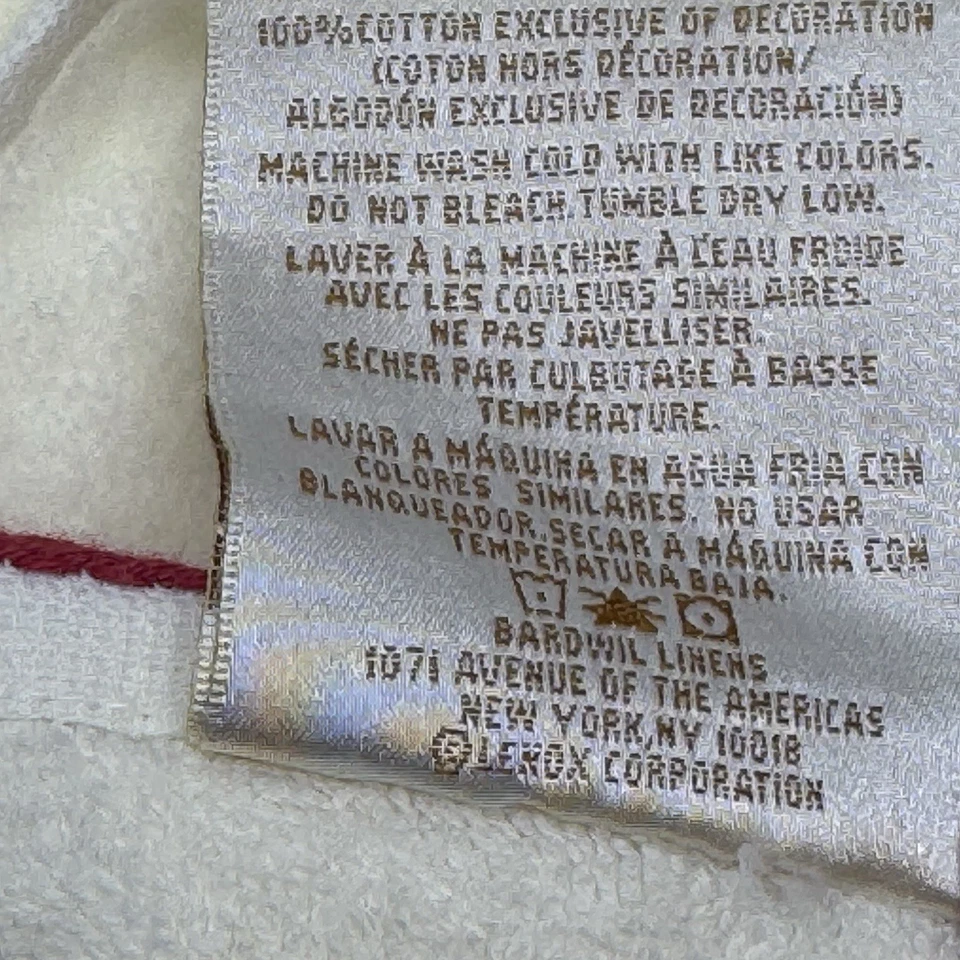 100% COTTON EXCLUSIVE OF DECORATION
(COTON HORS DÉCORATION/
ALGODÓN EXCLUSIVE DE DECORACIÓN)
MACHINE WASH COLD WITH LIKE COLORS.
DO NOT BLEACH. TUMBLE DRY LOW.
LAVER À LA MACHINE À L'EAU FROIDE
AVEC LES COULEURS SIMILAIRES.
NE PAS JAVELLISER.
SÉCHER PAR CULBUTAGE À BASSE
TEMPÉRATURE.
LAVAR A MÁQUINA EN AGUA FRIA CON
COLORES SIMILARES. NO USAR
BLANQUEADOR. SECAR A MÁQUINA CON
TEMPERATURA BAJA.
BARDWIL LINENS
1071 AVENUE OF THE AMERICAS
NEW YORK, NY 10018
© LENOX CORPORATION